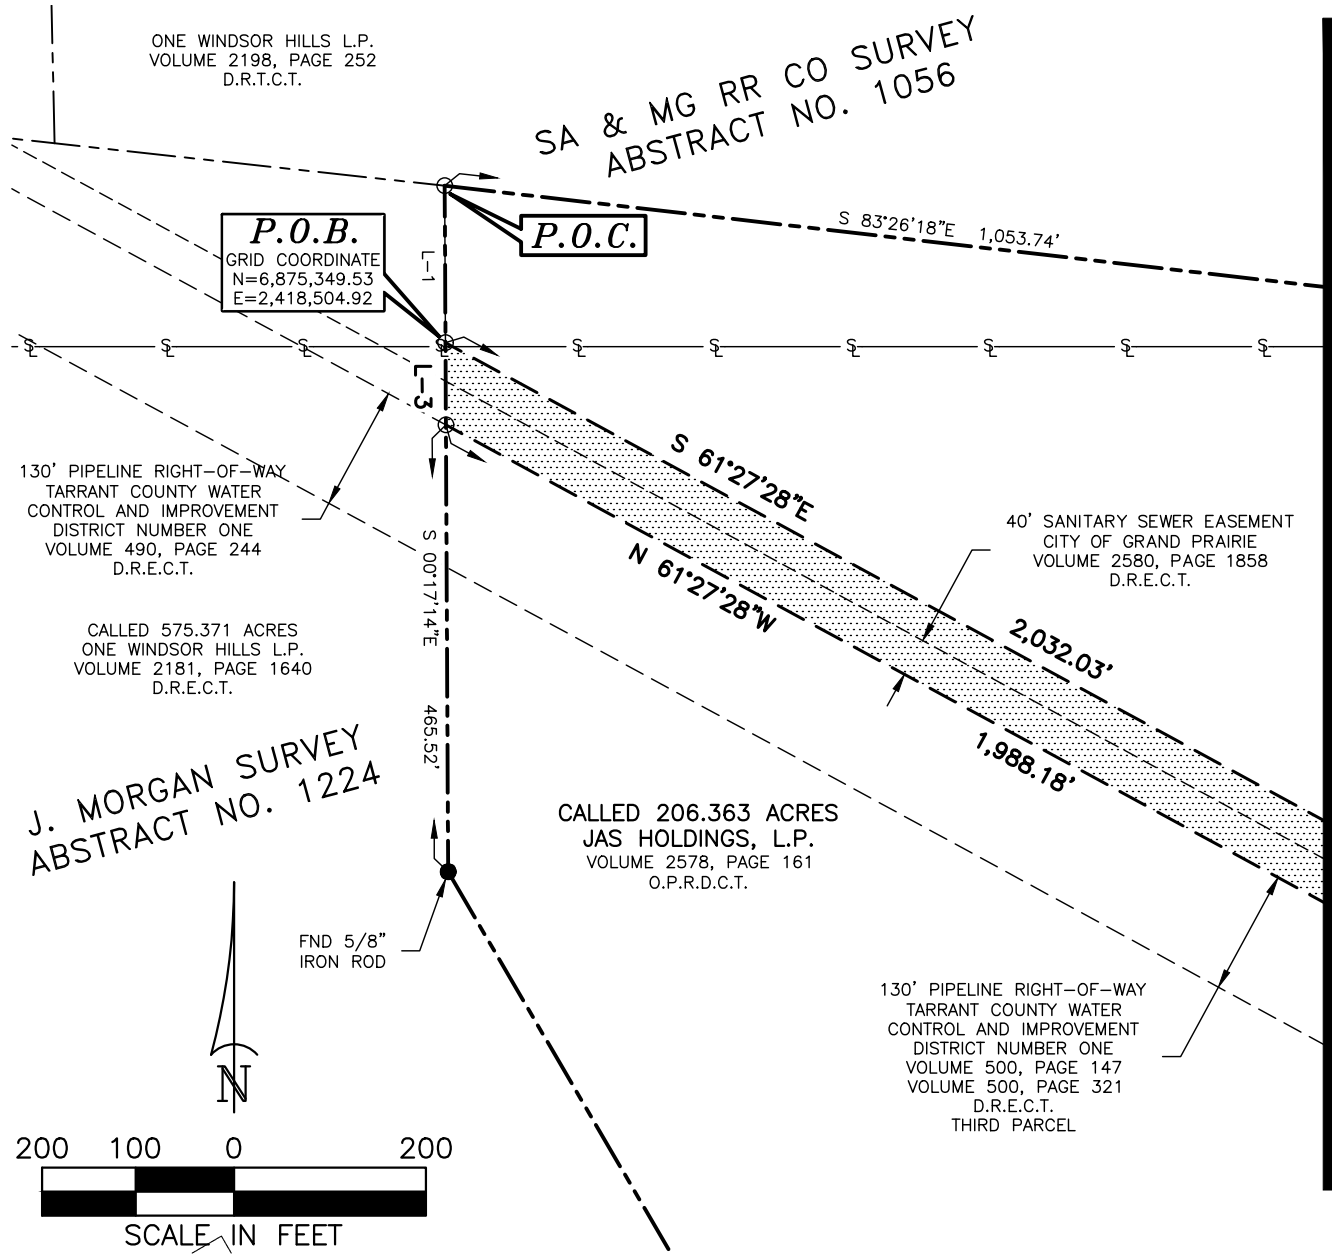 ONE WINDSOR HILLS L.P.
VOLUME 2198, PAGE 252
D.R.T.C.T.
SA & MG RR CO SURVEY
ABSTRACT NO. 1056
P.O.B.
GRID COORDINATE
N=6,875,349.53
E=2,418,504.92
P.O.C.
S 83°26'18"E 1,053.74'
L-1
L-3
130' PIPELINE RIGHT-OF-WAY
TARRANT COUNTY WATER
CONTROL AND IMPROVEMENT
DISTRICT NUMBER ONE
VOLUME 490, PAGE 244
D.R.E.C.T.
S 61°27'28"E
2,032.03'
N 61°27'28"W
1,988.18'
40' SANITARY SEWER EASEMENT
CITY OF GRAND PRAIRIE
VOLUME 2580, PAGE 1858
D.R.E.C.T.
S 00°17'14"E 465.52'
CALLED 575.371 ACRES
ONE WINDSOR HILLS L.P.
VOLUME 2181, PAGE 1640
D.R.E.C.T.
J. MORGAN SURVEY
ABSTRACT NO. 1224
CALLED 206.363 ACRES
JAS HOLDINGS, L.P.
VOLUME 2578, PAGE 161
O.P.R.D.C.T.
FND 5/8"
IRON ROD
130' PIPELINE RIGHT-OF-WAY
TARRANT COUNTY WATER
CONTROL AND IMPROVEMENT
DISTRICT NUMBER ONE
VOLUME 500, PAGE 147
VOLUME 500, PAGE 321
D.R.E.C.T.
THIRD PARCEL
N
200 100 0 200
SCALE IN FEET